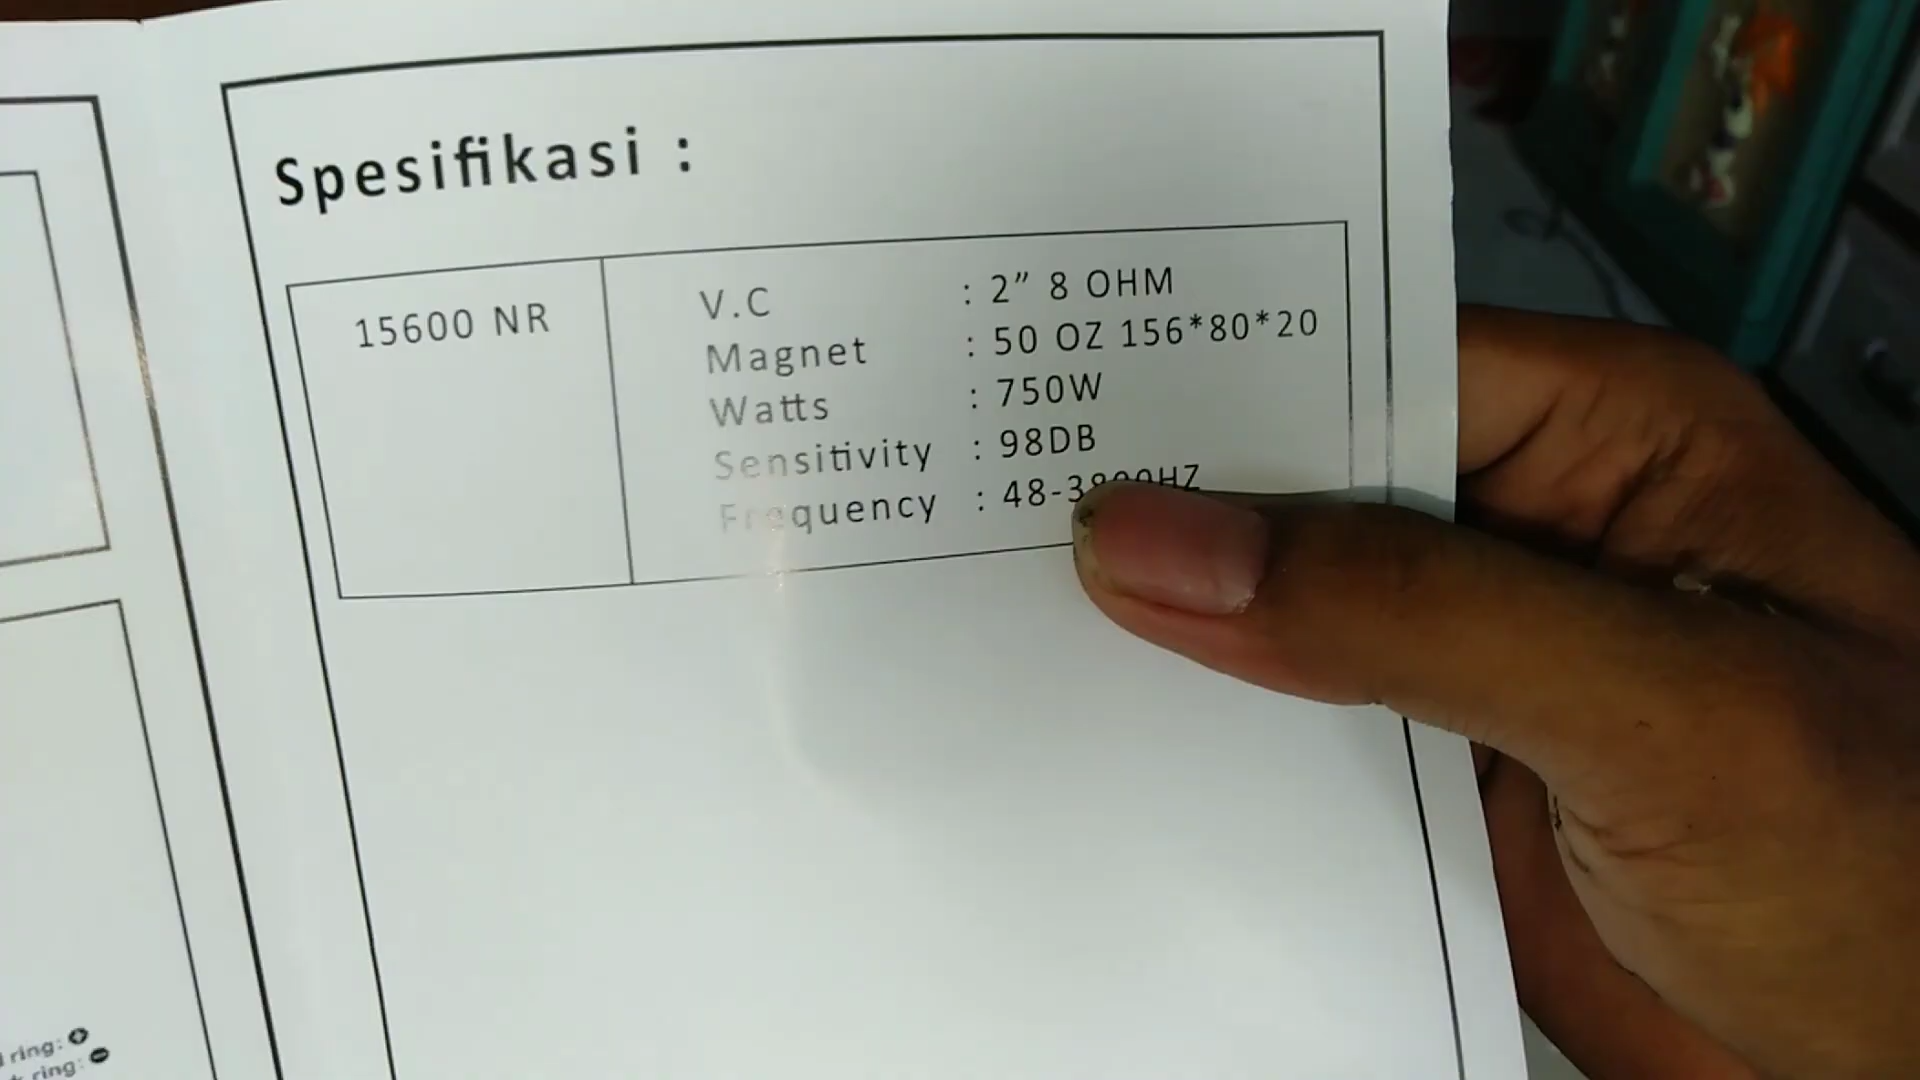 Spesifikasi :
15600 NR
V.C : 2” 8 OHM
Magnet : 50 OZ 156*80*20
Watts : 750W
Sensitivity : 98DB
Frequency : 48-3800HZ
ring:
ring: